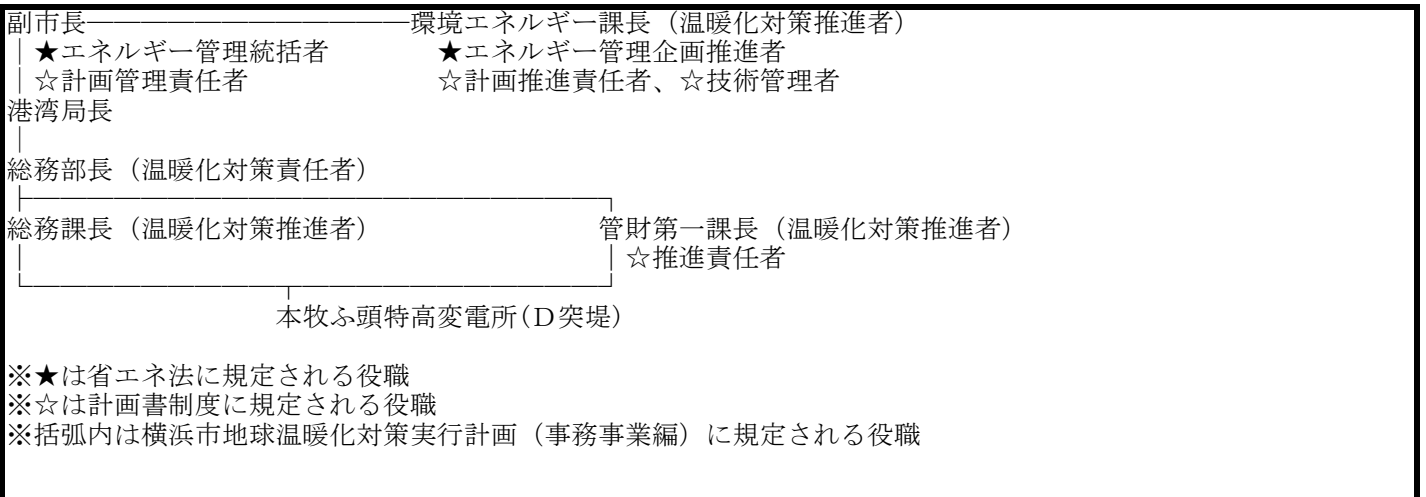 副市長────────────環境エネルギー課長（温暖化対策推進者）
│★エネルギー管理統括者　　　　★エネルギー管理企画推進者
│☆計画管理責任者　　　　　　　☆計画推進責任者、☆技術管理者
港湾局長
│
総務部長（温暖化対策責任者）
├─────────────────────┐
総務課長（温暖化対策推進者）　　　　　　　　管財第一課長（温暖化対策推進者）
│　　　　　　　　　　　　　　　　　　　　　│☆推進責任者
└─────────┬───────────┘
本牧ふ頭特高変電所（Ｄ突堤）
※★は省エネ法に規定される役職
※☆は計画書制度に規定される役職
※括弧内は横浜市地球温暖化対策実行計画（事務事業編）に規定される役職